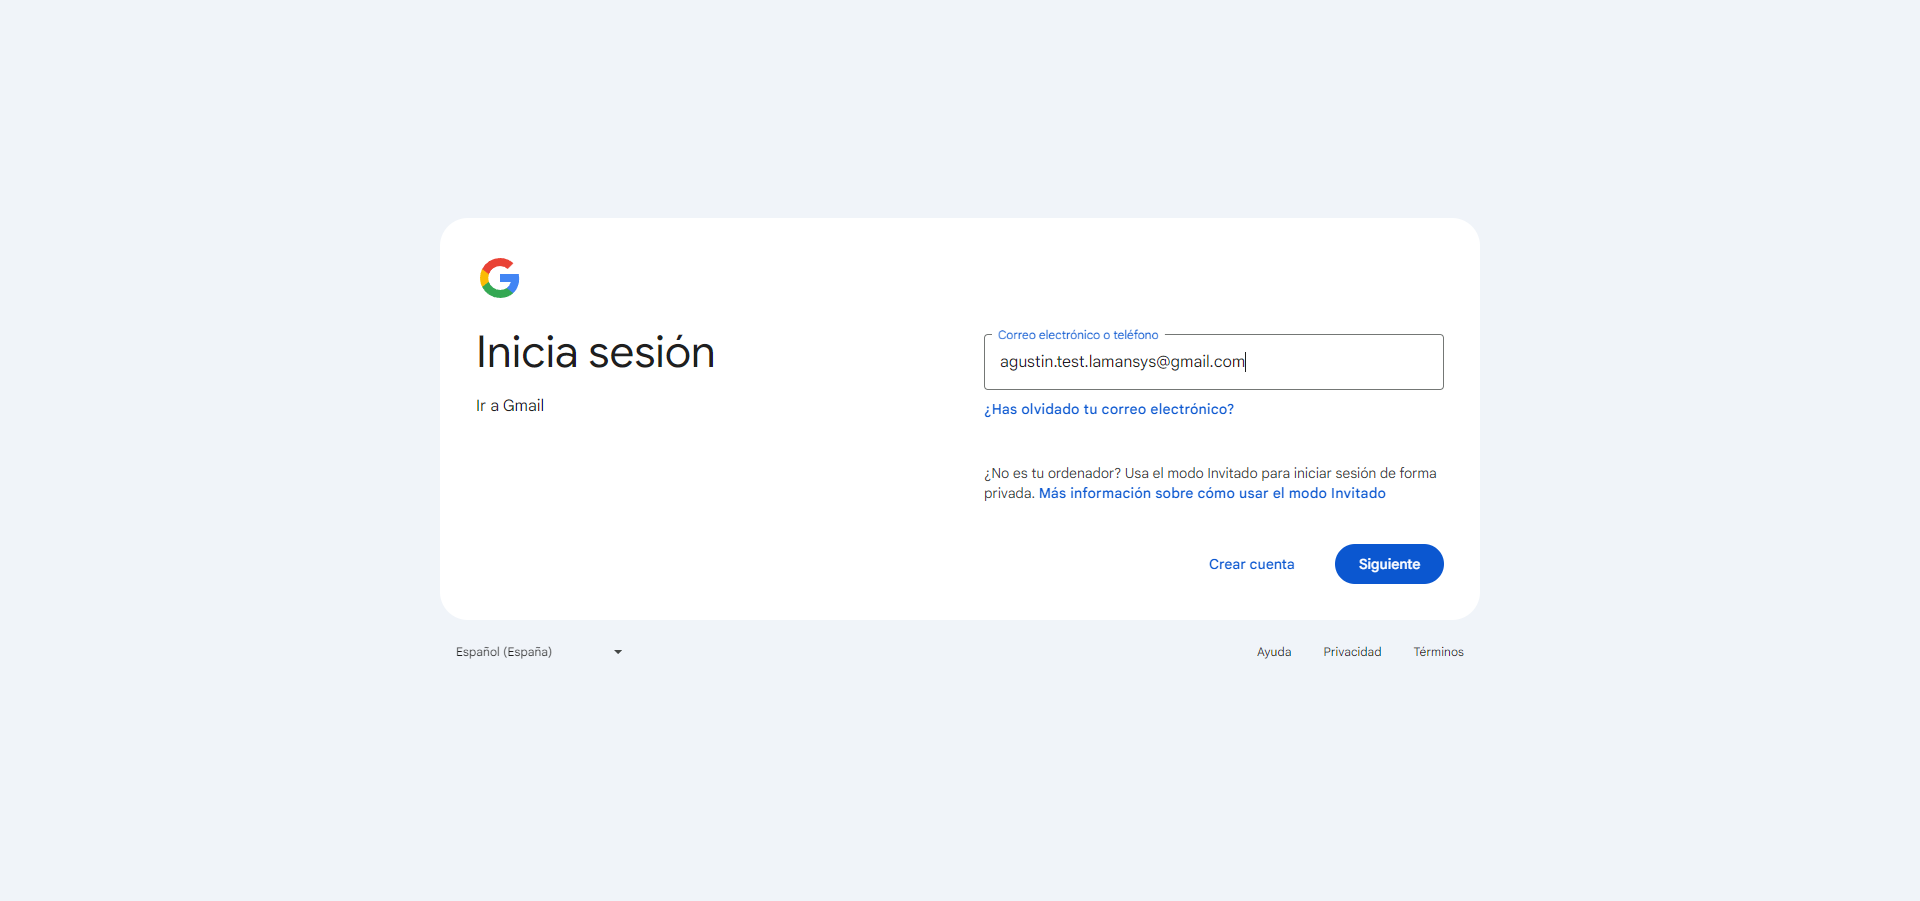 Inicia sesión
Ir a Gmail
Correo electrónico o teléfono
agustin.test.lamansys@gmail.com
¿Has olvidado tu correo electrónico?
¿No es tu ordenador? Usa el modo Invitado para iniciar sesión de forma
privada. Más información sobre cómo usar el modo Invitado
Crear cuenta
Siguiente
Español (España)
Ayuda
Privacidad
Términos